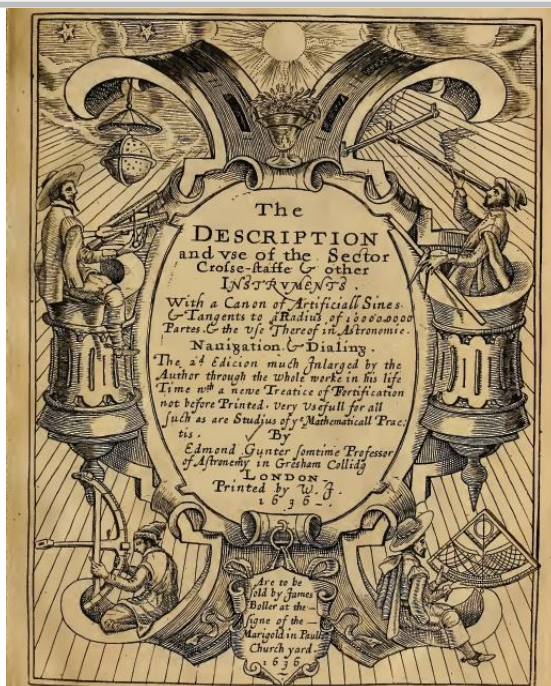 The
DESCRIPTION
and vse of the Sector
Crosse-staffe & other
INSTRVMENTS.
With a Canon of Artificiall Sines
& Tangents to a Radius of 10000.0000
Partes. & the vse Thereof in Astronomie.
Nauigation. & Dialing.
The 2d Edicion much Inlarged by the
Author through the whole worke in his life
Time wth a newe Treatice of Fortification
not before Printed. very Vsefull for all
such as are Studius of ye Mathematicall Prac:
tis. By
Edmond Gunter somtime Professor
of Astronemy in Gresham Collidg
LONDON
Printed by W. J.
1636
Are to be
sold by James
Boller at the
signe of the
Marigold in Pauls
Church yard
1636